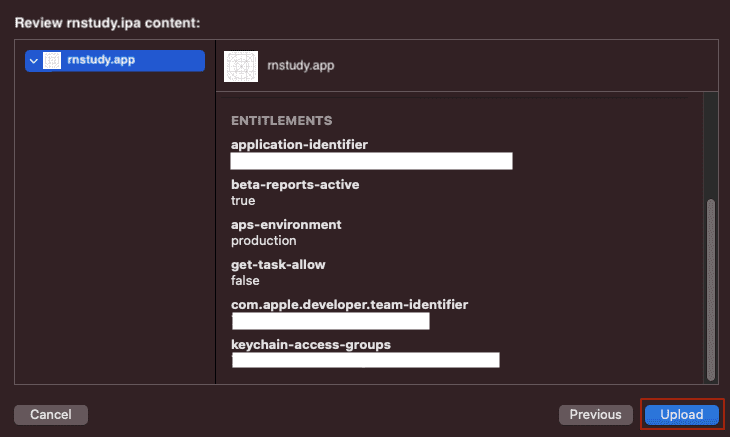 Review rnstudy.ipa content:
rnstudy.app
rnstudy.app
ENTITLEMENTS
application-identifier
beta-reports-active
true
aps-environment
production
get-task-allow
false
com.apple.developer.team-identifier
keychain-access-groups
Cancel
Previous
Upload